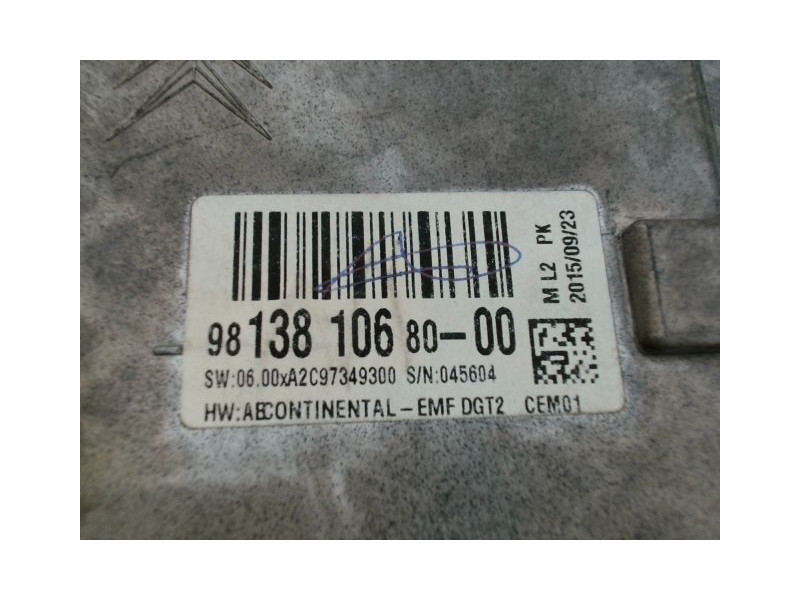 98 138 106 80-00
SW:06.00xA2C97349300 S/N:045604
HW:AECONTINENTAL-EMF DGT2 CEM01
M L2 PK
2015/09/23